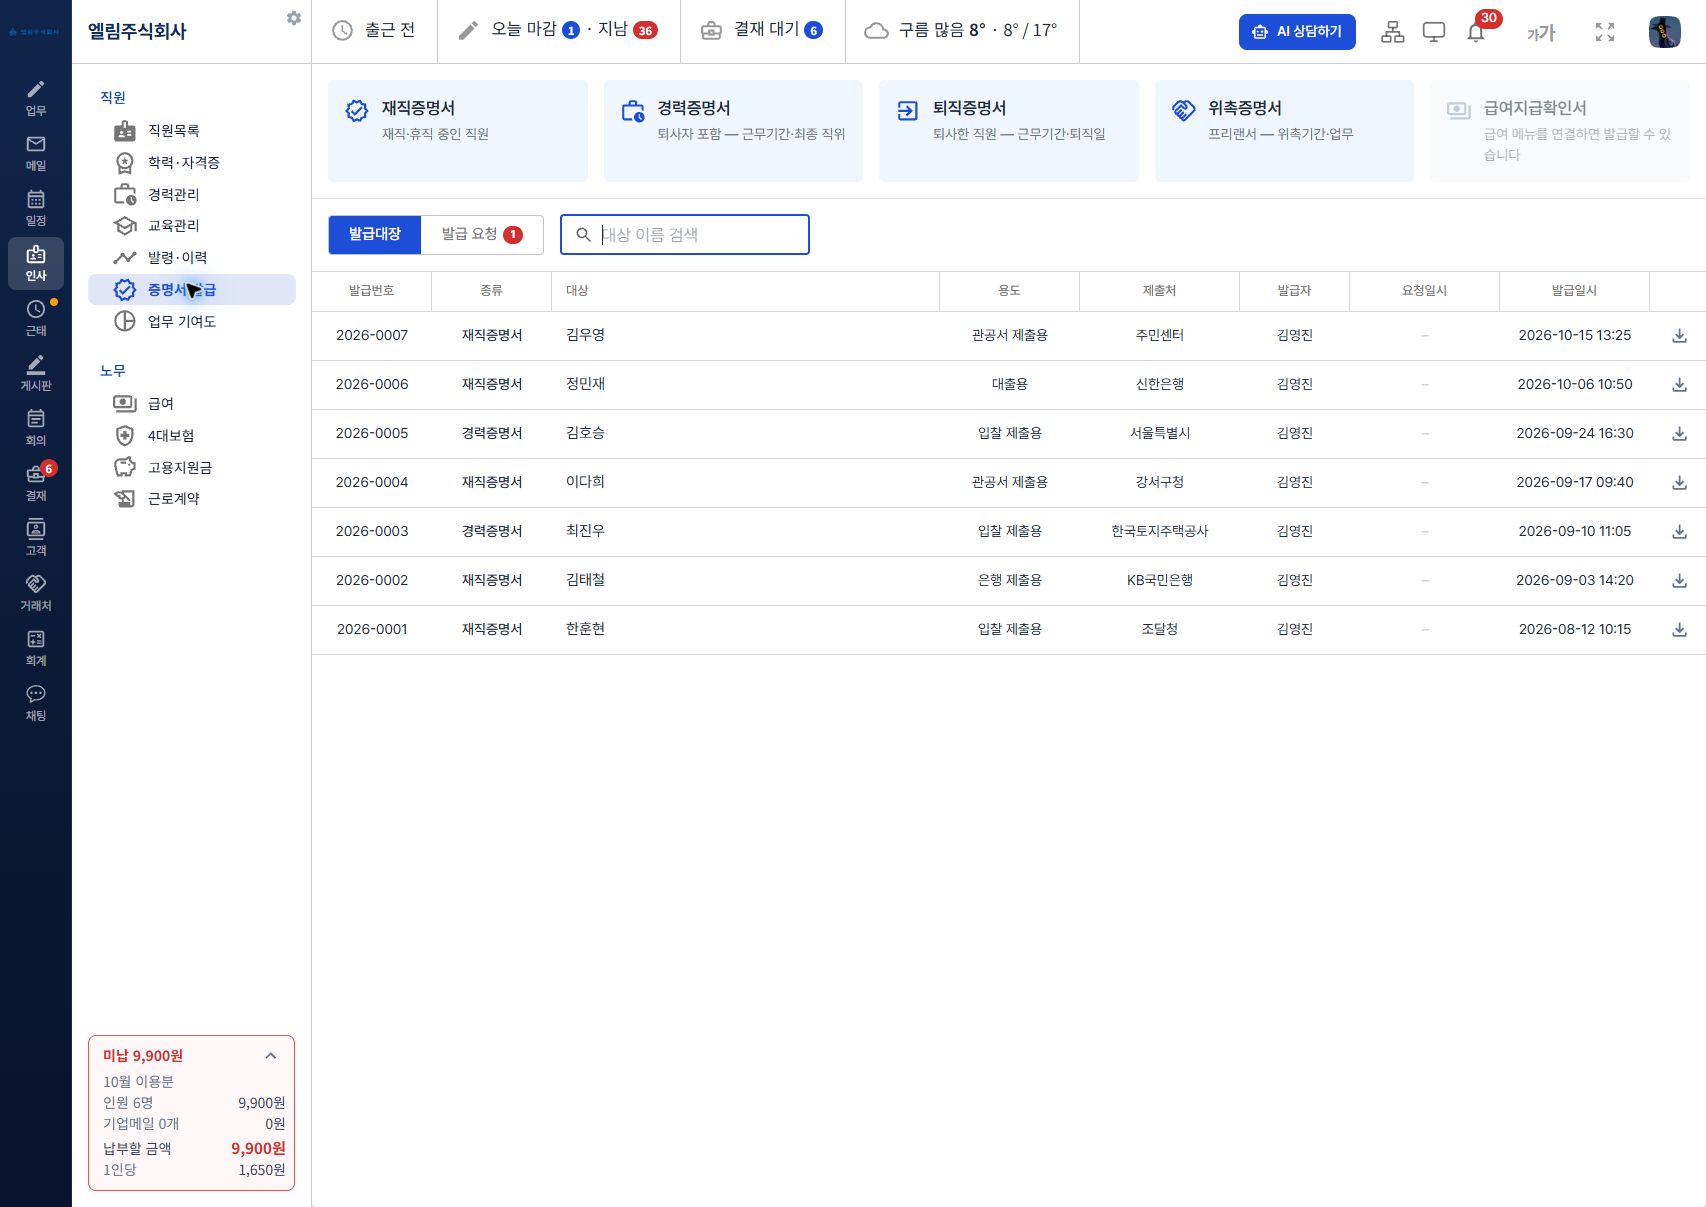 엘림주식회사
엘림주식회사
출근 전
오늘 마감 1 · 지남 36
결재 대기 6
구름 많음 8° · 8° / 17°
AI 상담하기
30
가가
업무
메일
일정
인사
근태
게시판
회의
6
결재
고객
거래처
회계
채팅
직원
직원목록
학력·자격증
경력관리
교육관리
발령·이력
증명서 발급
업무 기여도
노무
급여
4대보험
고용지원금
근로계약
미납 9,900원
10월 이용분
인원 6명 9,900원
기업메일 0개 0원
납부할 금액 9,900원
1인당 1,650원
재직증명서
재직·휴직 중인 직원
경력증명서
퇴사자 포함 — 근무기간·최종 직위
퇴직증명서
퇴사한 직원 — 근무기간·퇴직일
위촉증명서
프리랜서 — 위촉기간·업무
급여지급확인서
급여 메뉴를 연결하면 발급할 수 있
습니다
발급대장
발급 요청 1
대상 이름 검색
발급번호 종류 대상 용도 제출처 발급자 요청일시 발급일시
2026-0007 재직증명서 김우영 관공서 제출용 주민센터 김영진 – 2026-10-15 13:25
2026-0006 재직증명서 정민재 대출용 신한은행 김영진 – 2026-10-06 10:50
2026-0005 경력증명서 김호승 입찰 제출용 서울특별시 김영진 – 2026-09-24 16:30
2026-0004 재직증명서 이다희 관공서 제출용 강서구청 김영진 – 2026-09-17 09:40
2026-0003 경력증명서 최진우 입찰 제출용 한국토지주택공사 김영진 – 2026-09-10 11:05
2026-0002 재직증명서 김태철 은행 제출용 KB국민은행 김영진 – 2026-09-03 14:20
2026-0001 재직증명서 한훈현 입찰 제출용 조달청 김영진 – 2026-08-12 10:15